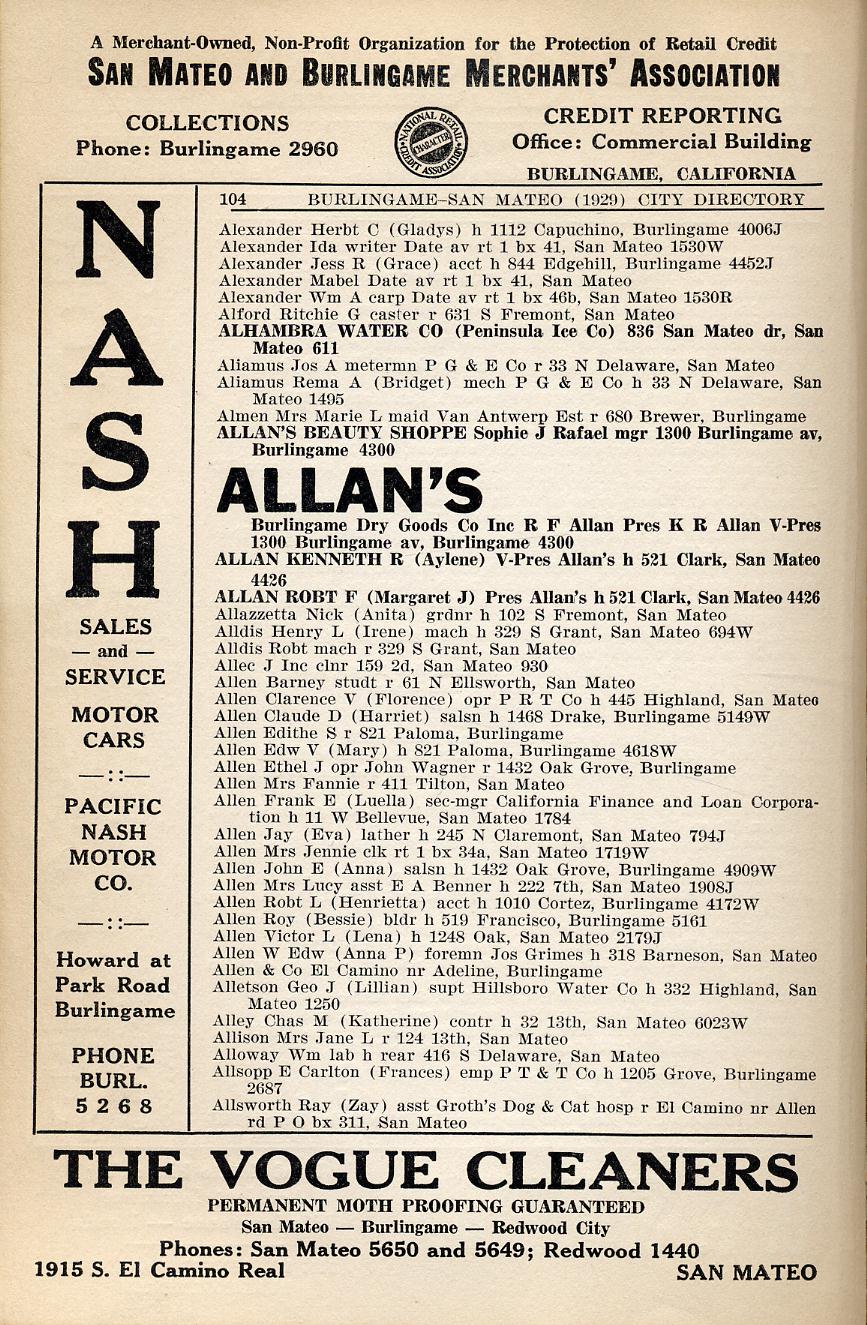 A Merchant-Owned, Non-Profit Organization for the Protection of Retail Credit
SAN MATEO AND BURLINGAME MERCHANTS' ASSOCIATION
COLLECTIONS
Phone: Burlingame 2960
NATIONAL RETAIL
CHARACTER
CREDIT ASSOCIATION
CREDIT REPORTING
Office: Commercial Building
BURLINGAME, CALIFORNIA
NASH
SALES
— and —
SERVICE
MOTOR
CARS
—::—
PACIFIC
NASH
MOTOR
CO.
—::—
Howard at
Park Road
Burlingame
PHONE
BURL.
5 2 6 8
104 BURLINGAME–SAN MATEO (1929) CITY DIRECTORY
Alexander Herbt C (Gladys) h 1112 Capuchino, Burlingame 4006J
Alexander Ida writer Date av rt 1 bx 41, San Mateo 1530W
Alexander Jess R (Grace) acct h 844 Edgehill, Burlingame 4452J
Alexander Mabel Date av rt 1 bx 41, San Mateo
Alexander Wm A carp Date av rt 1 bx 46b, San Mateo 1530R
Alford Ritchie G caster r 631 S Fremont, San Mateo
ALHAMBRA WATER CO (Peninsula Ice Co) 836 San Mateo dr, San
Mateo 611
Aliamus Jos A metermn P G & E Co r 33 N Delaware, San Mateo
Aliamus Rema A (Bridget) mech P G & E Co h 33 N Delaware, San
Mateo 1495
Almen Mrs Marie L maid Van Antwerp Est r 680 Brewer, Burlingame
ALLAN'S BEAUTY SHOPPE Sophie J Rafael mgr 1300 Burlingame av,
Burlingame 4300
ALLAN'S
Burlingame Dry Goods Co Inc R F Allan Pres K R Allan V-Pres
1300 Burlingame av, Burlingame 4300
ALLAN KENNETH R (Aylene) V-Pres Allan's h 521 Clark, San Mateo
4426
ALLAN ROBT F (Margaret J) Pres Allan's h 521 Clark, San Mateo 4426
Allazzetta Nick (Anita) grdnr h 102 S Fremont, San Mateo
Alldis Henry L (Irene) mach h 329 S Grant, San Mateo 694W
Alldis Robt mach r 329 S Grant, San Mateo
Allec J Inc clnr 159 2d, San Mateo 930
Allen Barney studt r 61 N Ellsworth, San Mateo
Allen Clarence V (Florence) opr P R T Co h 445 Highland, San Mateo
Allen Claude D (Harriet) salsn h 1468 Drake, Burlingame 5149W
Allen Edithe S r 821 Paloma, Burlingame
Allen Edw V (Mary) h 821 Paloma, Burlingame 4618W
Allen Ethel J opr John Wagner r 1432 Oak Grove, Burlingame
Allen Mrs Fannie r 411 Tilton, San Mateo
Allen Frank E (Luella) sec-mgr California Finance and Loan Corpora-
tion h 11 W Bellevue, San Mateo 1784
Allen Jay (Eva) lather h 245 N Claremont, San Mateo 794J
Allen Mrs Jennie clk rt 1 bx 34a, San Mateo 1719W
Allen John E (Anna) salsn h 1432 Oak Grove, Burlingame 4909W
Allen Mrs Lucy asst E A Benner h 222 7th, San Mateo 1908J
Allen Robt L (Henrietta) acct h 1010 Cortez, Burlingame 4172W
Allen Roy (Bessie) bldr h 519 Francisco, Burlingame 5161
Allen Victor L (Lena) h 1248 Oak, San Mateo 2179J
Allen W Edw (Anna P) foremn Jos Grimes h 318 Barneson, San Mateo
Allen & Co El Camino nr Adeline, Burlingame
Alletson Geo J (Lillian) supt Hillsboro Water Co h 332 Highland, San
Mateo 1250
Alley Chas M (Katherine) contr h 32 13th, San Mateo 6023W
Allison Mrs Jane L r 124 13th, San Mateo
Alloway Wm lab h rear 416 S Delaware, San Mateo
Allsopp E Carlton (Frances) emp P T & T Co h 1205 Grove, Burlingame
2687
Allsworth Ray (Zay) asst Groth's Dog & Cat hosp r El Camino nr Allen
rd P O bx 311, San Mateo
THE VOGUE CLEANERS
PERMANENT MOTH PROOFING GUARANTEED
San Mateo — Burlingame — Redwood City
Phones: San Mateo 5650 and 5649; Redwood 1440
1915 S. El Camino Real SAN MATEO